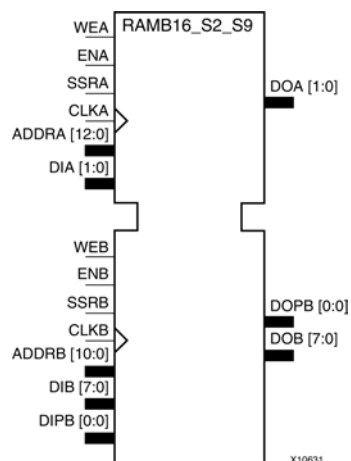 RAMB16_S2_S9
WEA
ENA
SSRA
CLKA
ADDRA [12:0]
DIA [1:0]
DOA [1:0]
WEB
ENB
SSRB
CLKB
ADDRB [10:0]
DIB [7:0]
DIPB [0:0]
DOPB [0:0]
DOB [7:0]
X10631